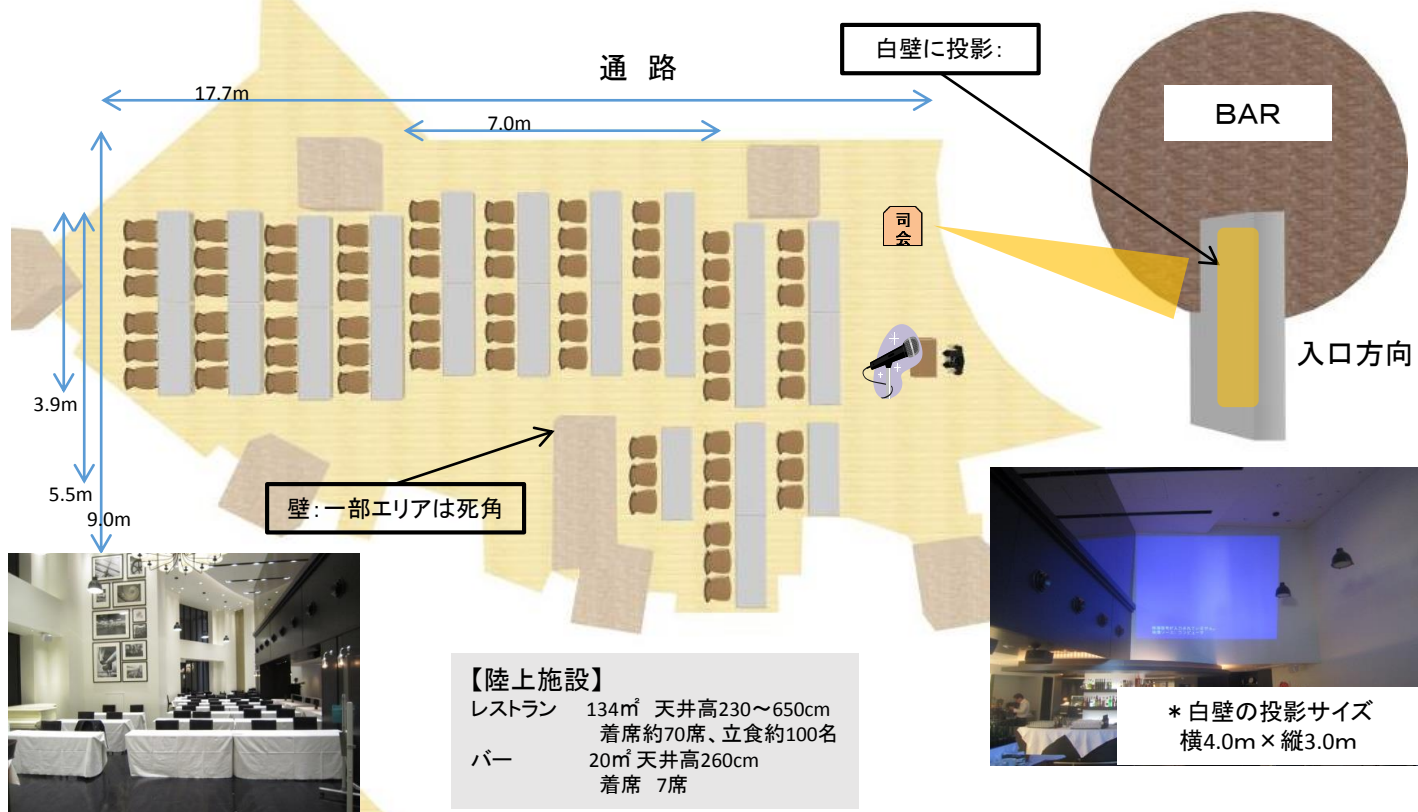 通 路
白壁に投影：
17.7m
7.0m
BAR
司
会
入口方向
3.9m
5.5m
9.0m
壁：一部エリアは死角
【陸上施設】
レストラン 134㎡ 天井高230～650cm
着席約70席、立食約100名
バー 20㎡ 天井高260cm
着席 7席
＊白壁の投影サイズ
横4.0m×縦3.0m